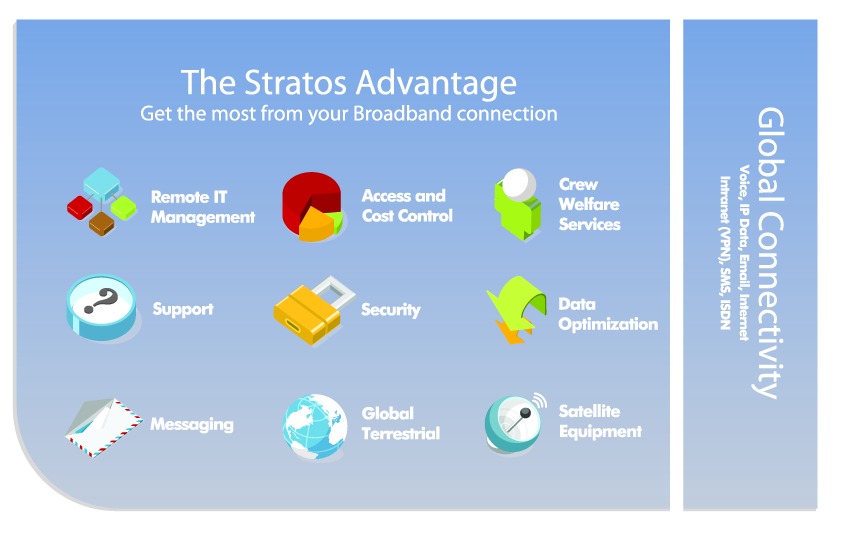 The Stratos Advantage
Get the most from your Broadband connection
Remote IT
Management
Access and
Cost Control
Crew
Welfare
Services
Support
Security
Data
Optimization
Messaging
Global
Terrestrial
Satellite
Equipment
Global Connectivity
Voice, IP Data, Email, Internet
Intranet (VPN), SMS, ISDN